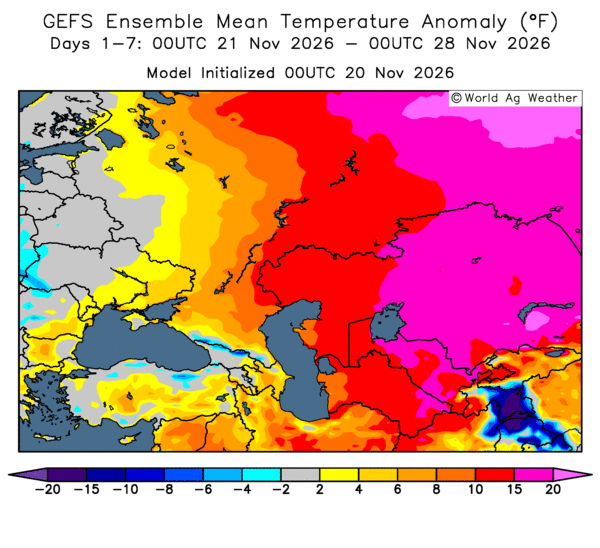 GEFS Ensemble Mean Temperature Anomaly (°F)
Days 1-7: 00UTC 21 Nov 2026 - 00UTC 28 Nov 2026
Model Initialized 00UTC 20 Nov 2026
©World Ag Weather
-20 -15 -10 -8 -6 -4 -2 2 4 6 8 10 15 20